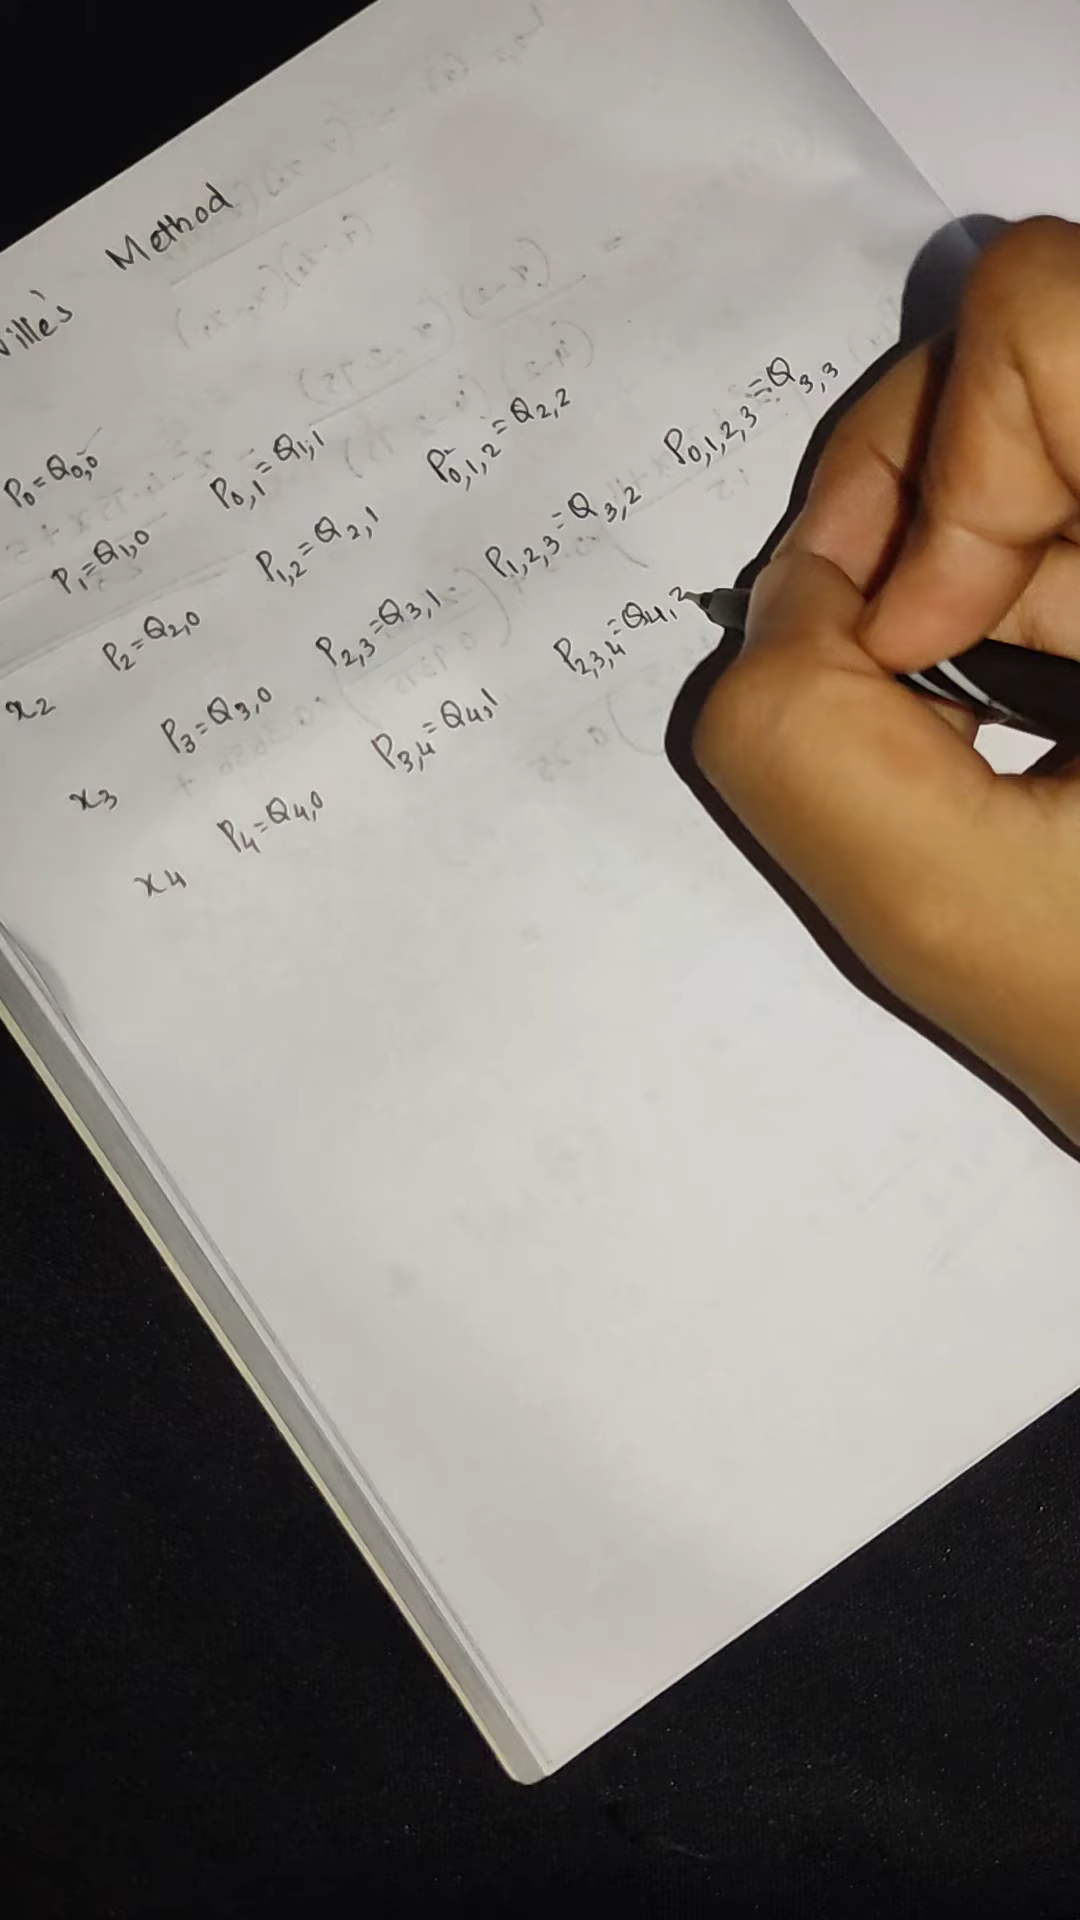 ville's Method
P0=Q0,0
P1=Q1,0 P0,1=Q1,1
x2 P2=Q2,0 P1,2=Q2,1 P0,1,2=Q2,2
x3 P3=Q3,0 P2,3=Q3,1 P1,2,3=Q3,2 P0,1,2,3=Q3,3
x4 P4=Q4,0 P3,4=Q4,1 P2,3,4=Q4,2